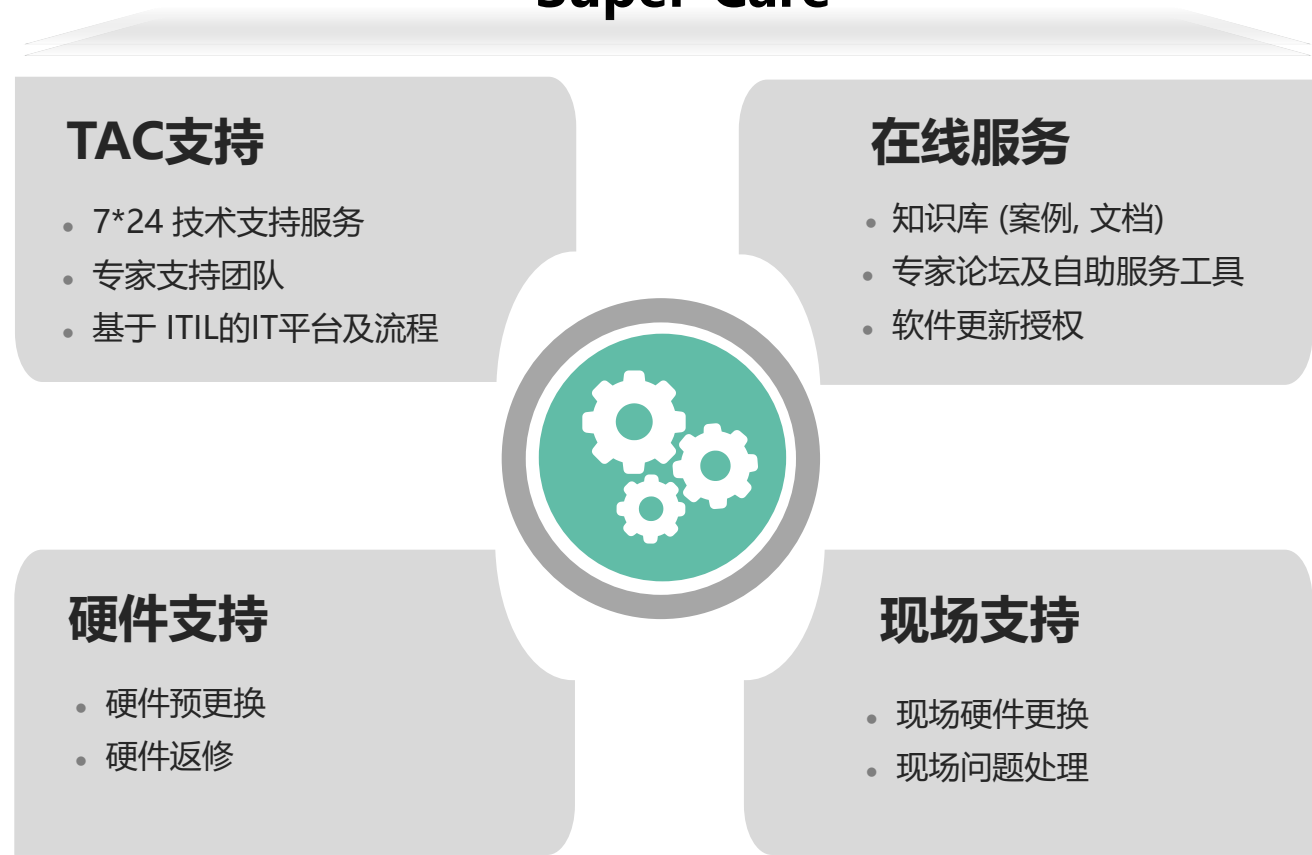 Super Care
TAC支持
7*24 技术支持服务
专家支持团队
基于 ITIL的IT平台及流程
在线服务
知识库 (案例, 文档)
专家论坛及自助服务工具
软件更新授权
硬件支持
硬件预更换
硬件返修
现场支持
现场硬件更换
现场问题处理